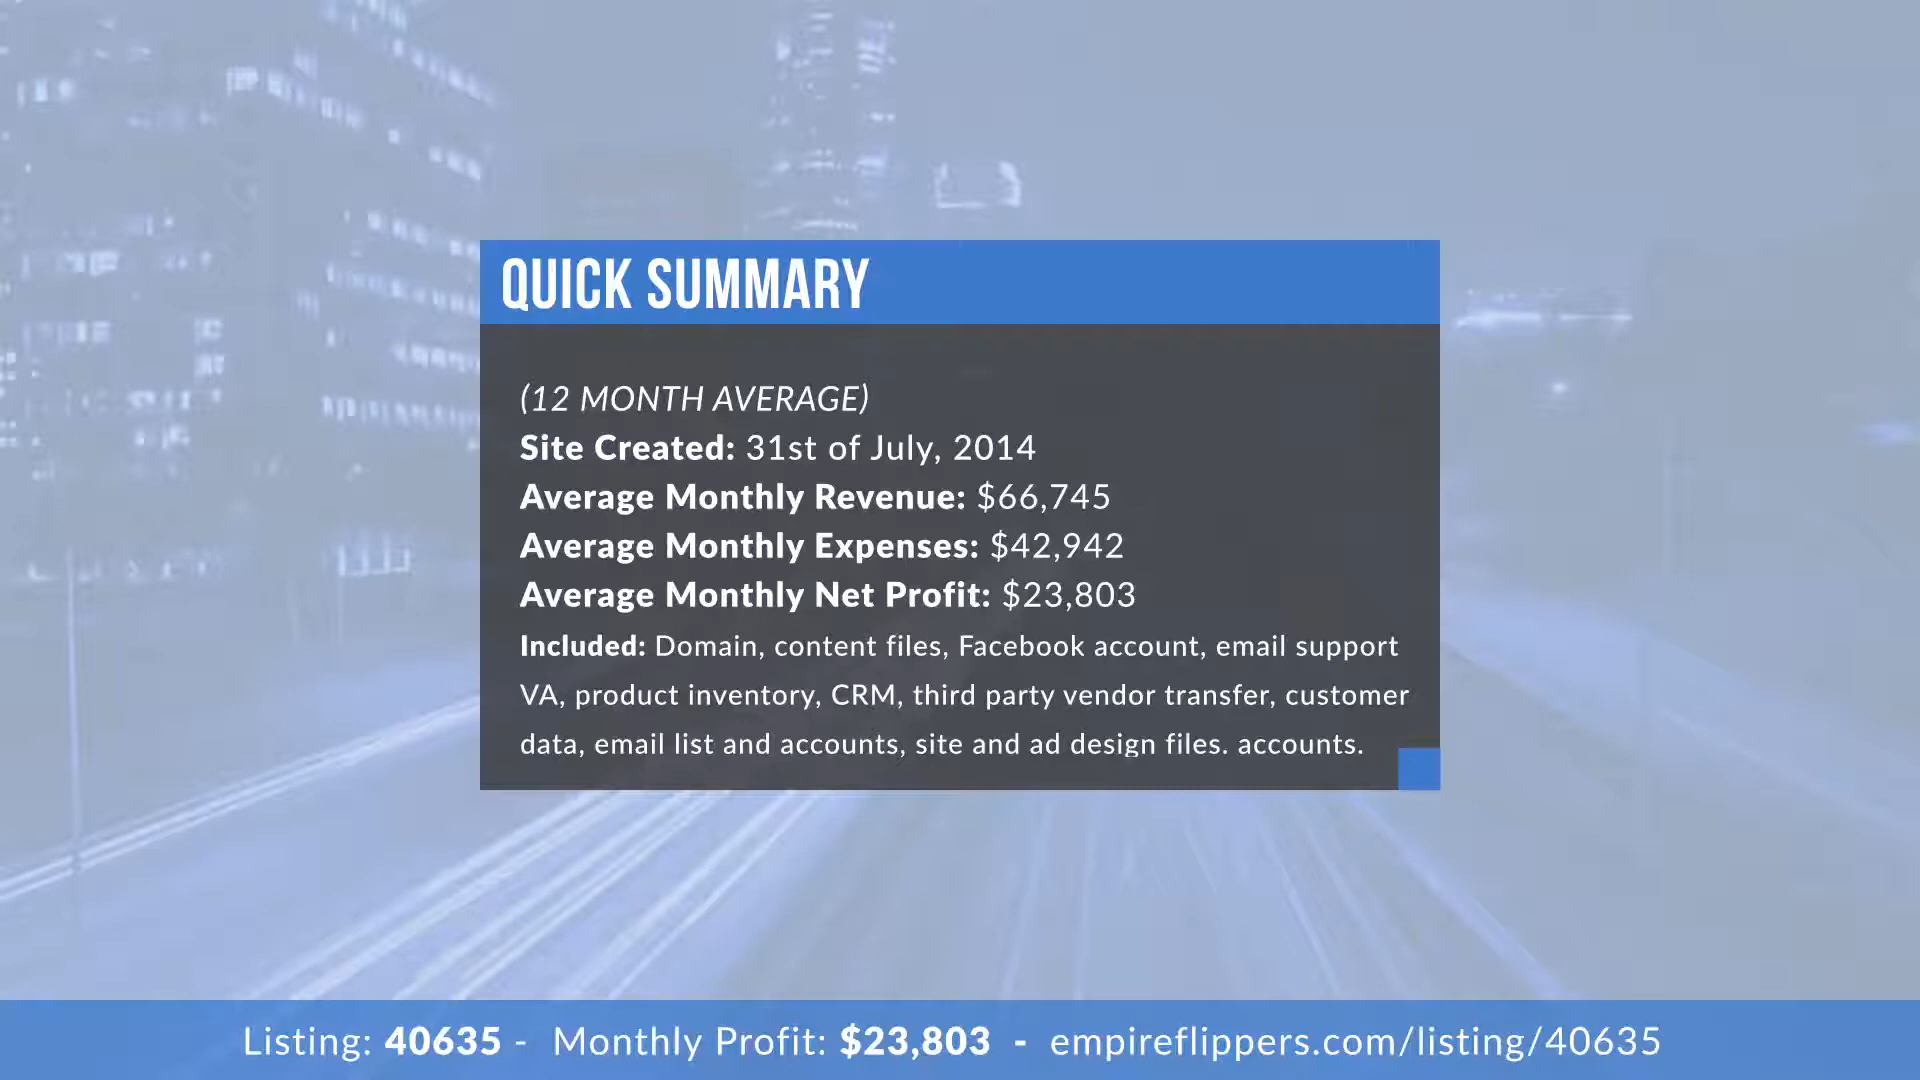 QUICK SUMMARY
(12 MONTH AVERAGE)
Site Created: 31st of July, 2014
Average Monthly Revenue: $66,745
Average Monthly Expenses: $42,942
Average Monthly Net Profit: $23,803
Included: Domain, content files, Facebook account, email support
VA, product inventory, CRM, third party vendor transfer, customer
data, email list and accounts, site and ad design files. accounts.
Listing: 40635 - Monthly Profit: $23,803 - empireflippers.com/listing/40635